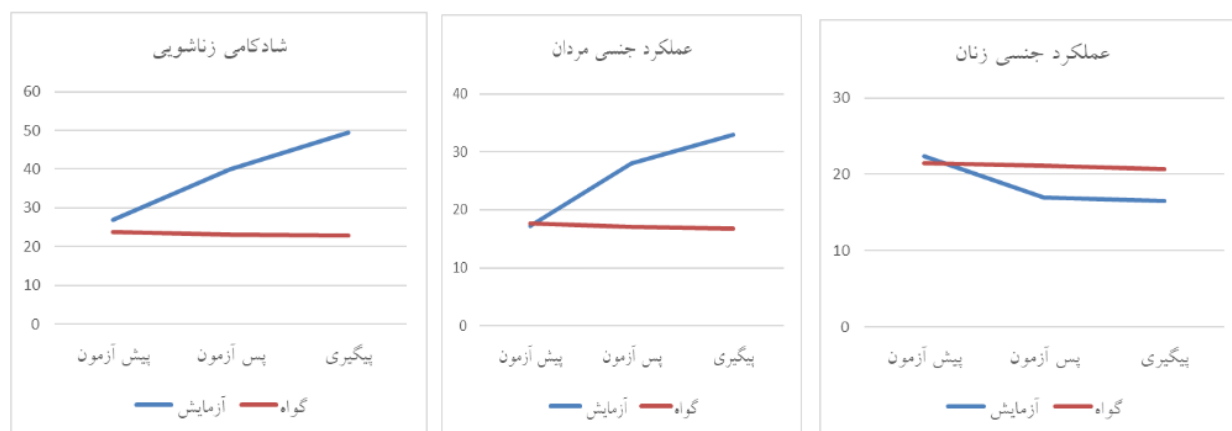 شادکامی زناشویی
60
50
40
30
20
10
0
پیش آزمون پس آزمون پیگیری
آزمایش گواه
عملکرد جنسی مردان
40
30
20
10
0
پیش آزمون پس آزمون پیگیری
آزمایش گواه
عملکرد جنسی زنان
30
20
10
0
پیش آزمون پس آزمون پیگیری
آزمایش گواه